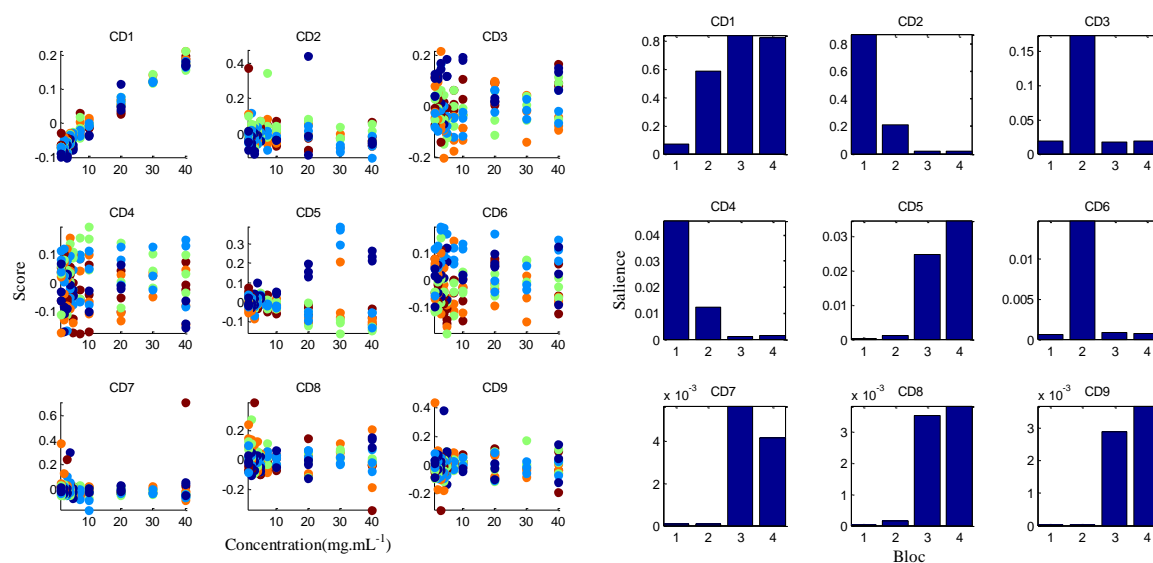 CD1 CD2 CD3
0.2 0.1 0 -0.1
0.4 0.2 0
0.2 0 -0.2
10 20 30 40 10 20 30 40 10 20 30 40
CD4 CD5 CD6
0.1 0 -0.1
0.3 0.2 0.1 0 -0.1
0.1 0 -0.1
10 20 30 40 10 20 30 40 10 20 30 40
Score
CD7 CD8 CD9
0.6 0.4 0.2 0
0.2 0 -0.2
0.4 0.2 0 -0.2
10 20 30 40 10 20 30 40 10 20 30 40
Concentration(mg.mL⁻¹)
CD1 CD2 CD3
0.8 0.6 0.4 0.2 0
0.8 0.6 0.4 0.2 0
0.15 0.1 0.05 0
1 2 3 4 1 2 3 4 1 2 3 4
CD4 CD5 CD6
0.04 0.03 0.02 0.01 0
0.03 0.02 0.01 0
0.01 0.005 0
1 2 3 4 1 2 3 4 1 2 3 4
Salience
x 10⁻³ CD7 x 10⁻³ CD8 x 10⁻³ CD9
4 2 0
3 2 1 0
3 2 1 0
1 2 3 4 1 2 3 4 1 2 3 4
Bloc